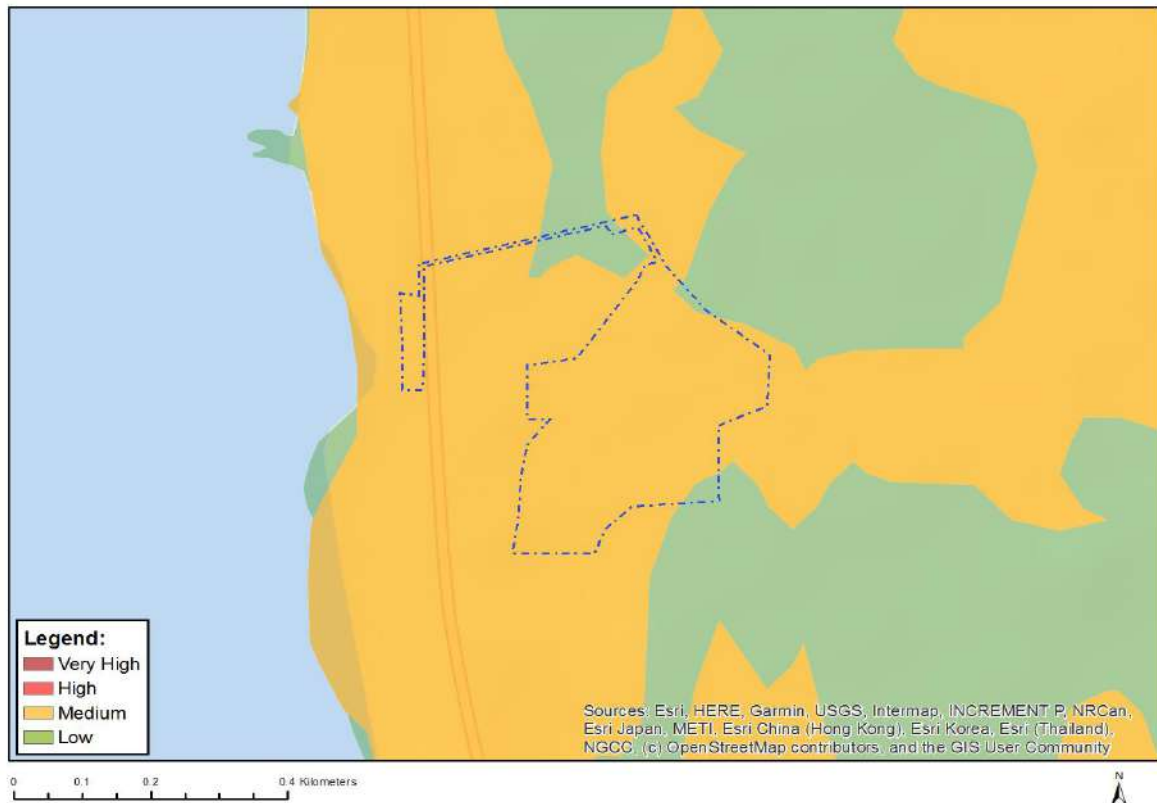 Legend:
Very High
High
Medium
Low
Sources: Esri, HERE, Garmin, USGS, Intermap, INCREMENT P, NRCan,
Esri Japan, METI, Esri China (Hong Kong), Esri Korea, Esri (Thailand),
NGCC, (c) OpenStreetMap contributors, and the GIS User Community
0 0.1 0.2 0.4 Kilometers
N